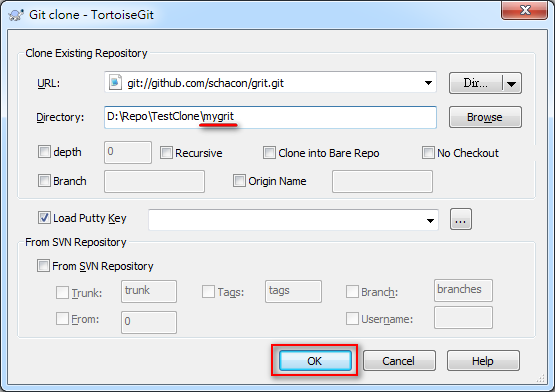 Git clone - TortoiseGit
Clone Existing Repository
URL: git://github.com/schacon/grit.git Dir...
Directory: D:\Repo\TestClone\mygrit Browse
depth 0 Recursive Clone into Bare Repo No Checkout
Branch Origin Name
Load Putty Key ...
From SVN Repository
From SVN Repository
Trunk: trunk Tags: tags Branch: branches
From: 0 Username:
OK Cancel Help